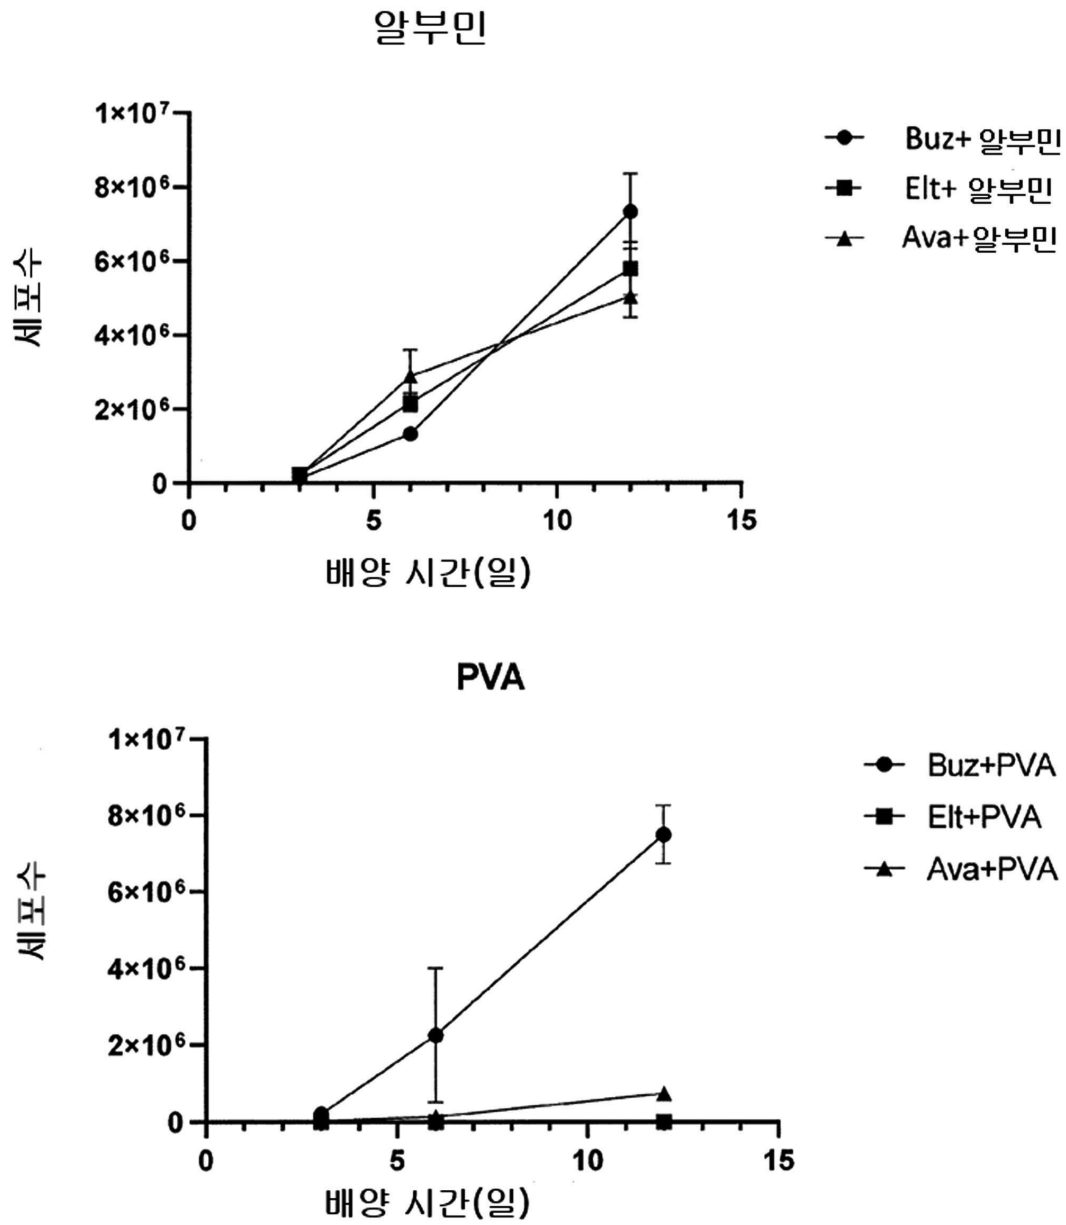 알부민
1×10⁷
8×10⁶
6×10⁶
4×10⁶
2×10⁶
0
0 5 10 15
세포수
배양 시간(일)
Buz+ 알부민
Elt+ 알부민
Ava+알부민
PVA
1×10⁷
8×10⁶
6×10⁶
4×10⁶
2×10⁶
0
0 5 10 15
세포수
배양 시간(일)
Buz+PVA
Elt+PVA
Ava+PVA